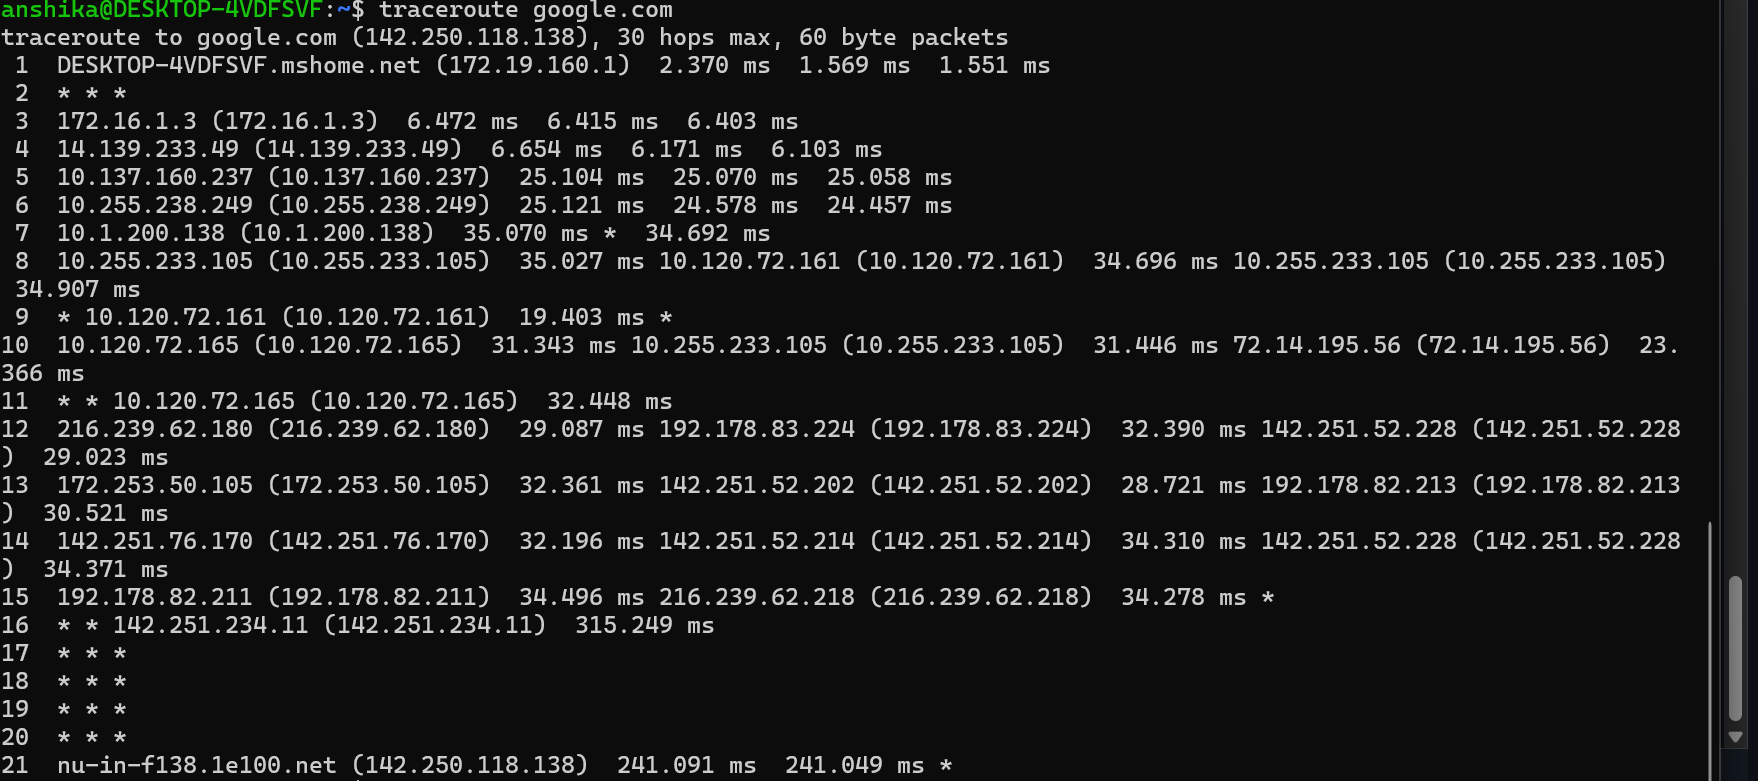 anshika@DESKTOP-4VDFSVF:~$ traceroute google.com
traceroute to google.com (142.250.118.138), 30 hops max, 60 byte packets
 1  DESKTOP-4VDFSVF.mshome.net (172.19.160.1)  2.370 ms  1.569 ms  1.551 ms
 2  * * *
 3  172.16.1.3 (172.16.1.3)  6.472 ms  6.415 ms  6.403 ms
 4  14.139.233.49 (14.139.233.49)  6.654 ms  6.171 ms  6.103 ms
 5  10.137.160.237 (10.137.160.237)  25.104 ms  25.070 ms  25.058 ms
 6  10.255.238.249 (10.255.238.249)  25.121 ms  24.578 ms  24.457 ms
 7  10.1.200.138 (10.1.200.138)  35.070 ms *  34.692 ms
 8  10.255.233.105 (10.255.233.105)  35.027 ms 10.120.72.161 (10.120.72.161)  34.696 ms 10.255.233.105 (10.255.233.105)
 34.907 ms
 9  * 10.120.72.161 (10.120.72.161)  19.403 ms *
10  10.120.72.165 (10.120.72.165)  31.343 ms 10.255.233.105 (10.255.233.105)  31.446 ms 72.14.195.56 (72.14.195.56)  23.
366 ms
11  * * 10.120.72.165 (10.120.72.165)  32.448 ms
12  216.239.62.180 (216.239.62.180)  29.087 ms 192.178.83.224 (192.178.83.224)  32.390 ms 142.251.52.228 (142.251.52.228
)  29.023 ms
13  172.253.50.105 (172.253.50.105)  32.361 ms 142.251.52.202 (142.251.52.202)  28.721 ms 192.178.82.213 (192.178.82.213
)  30.521 ms
14  142.251.76.170 (142.251.76.170)  32.196 ms 142.251.52.214 (142.251.52.214)  34.310 ms 142.251.52.228 (142.251.52.228
)  34.371 ms
15  192.178.82.211 (192.178.82.211)  34.496 ms 216.239.62.218 (216.239.62.218)  34.278 ms *
16  * * 142.251.234.11 (142.251.234.11)  315.249 ms
17  * * *
18  * * *
19  * * *
20  * * *
21  nu-in-f138.1e100.net (142.250.118.138)  241.091 ms  241.049 ms *